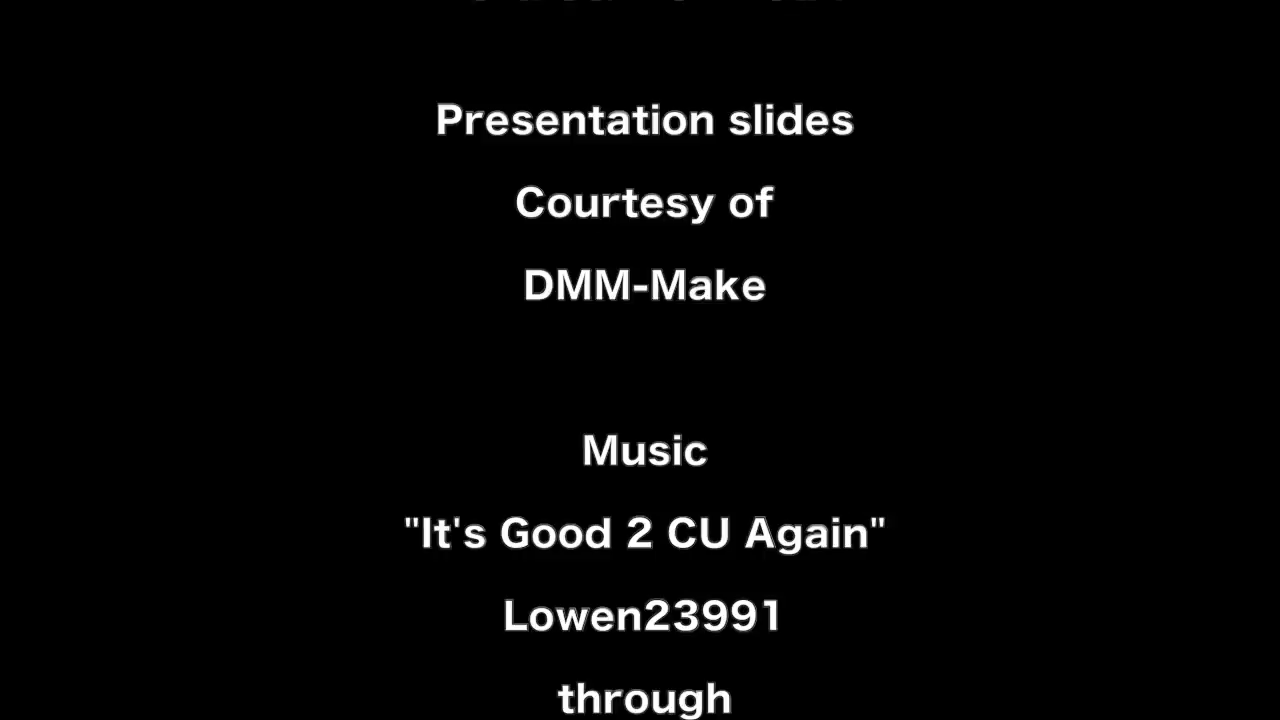 Presentation slides
Courtesy of
DMM-Make
Music
"It's Good 2 CU Again"
Lowen23991
through